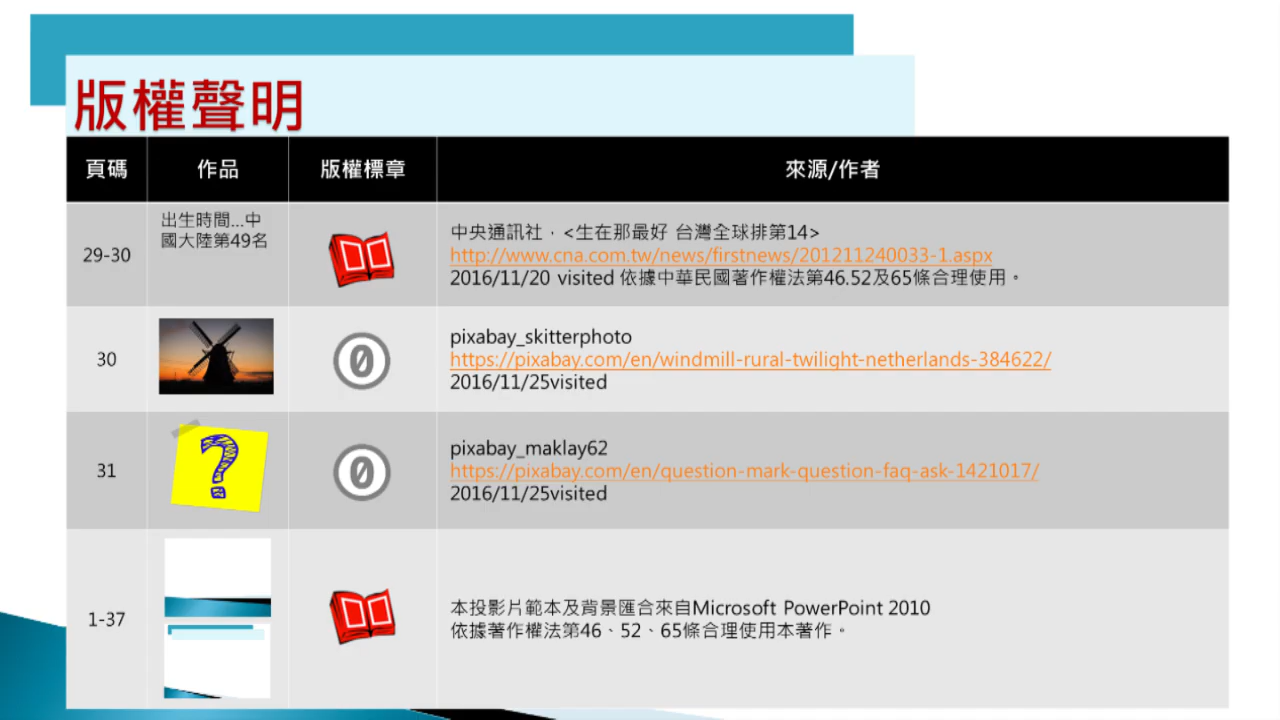 版權聲明
頁碼 作品 版權標章 來源/作者
29-30
出生時間...中
國大陸第49名
中央通訊社，<生在那最好 台灣全球排第14>
http://www.cna.com.tw/news/firstnews/201211240033-1.aspx
2016/11/20 visited 依據中華民國著作權法第46.52及65條合理使用。
30
0
pixabay_skitterphoto
https://pixabay.com/en/windmill-rural-twilight-netherlands-384622/
2016/11/25visited
31
?
0
pixabay_maklay62
https://pixabay.com/en/question-mark-question-faq-ask-1421017/
2016/11/25visited
1-37
本投影片範本及背景匯合來自Microsoft PowerPoint 2010
依據著作權法第46、52、65條合理使用本著作。